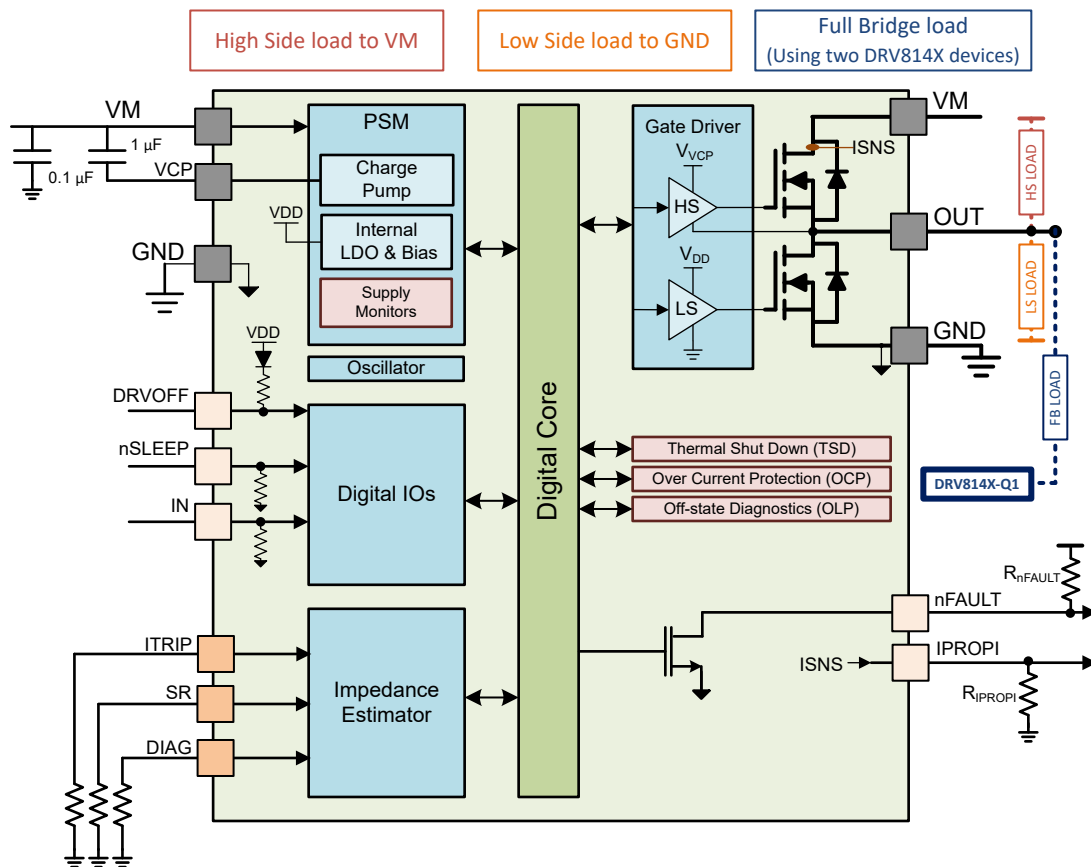 High Side load to VM
Low Side load to GND
Full Bridge load
(Using two DRV814X devices)
VM
1 µF
0.1 µF
VCP
GND
PSM
Charge
Pump
VDD
Internal
LDO & Bias
Supply
Monitors
Oscillator
VDD
DRVOFF
nSLEEP
IN
Digital IOs
ITRIP
SR
DIAG
Impedance
Estimator
Digital Core
Gate Driver
VVCP
HS
VDD
LS
ISNS
VM
OUT
GND
HS LOAD
LS LOAD
FB LOAD
DRV814X-Q1
Thermal Shut Down (TSD)
Over Current Protection (OCP)
Off-state Diagnostics (OLP)
RnFAULT
nFAULT
ISNS
IPROPI
RIPROPI